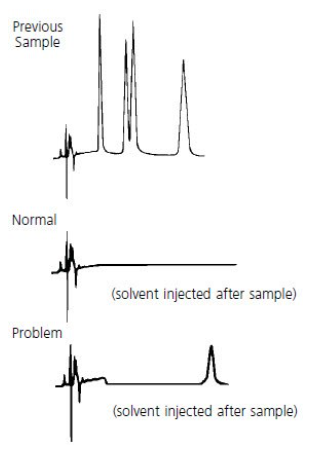 Previous
Sample
Normal
(solvent injected after sample)
Problem
(solvent injected after sample)